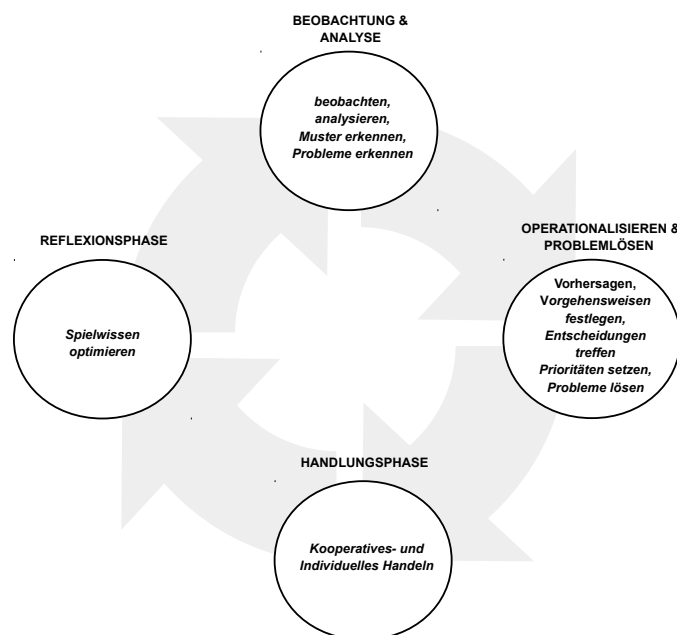 BEOBACHTUNG &
ANALYSE
beobachten,
analysieren,
Muster erkennen,
Probleme erkennen
OPERATIONALISIEREN &
PROBLEMLÖSEN
Vorhersagen,
Vorgehensweisen
festlegen,
Entscheidungen
treffen
Prioritäten setzen,
Probleme lösen
HANDLUNGSPHASE
Kooperatives- und
Individuelles Handeln
REFLEXIONSPHASE
Spielwissen
optimieren